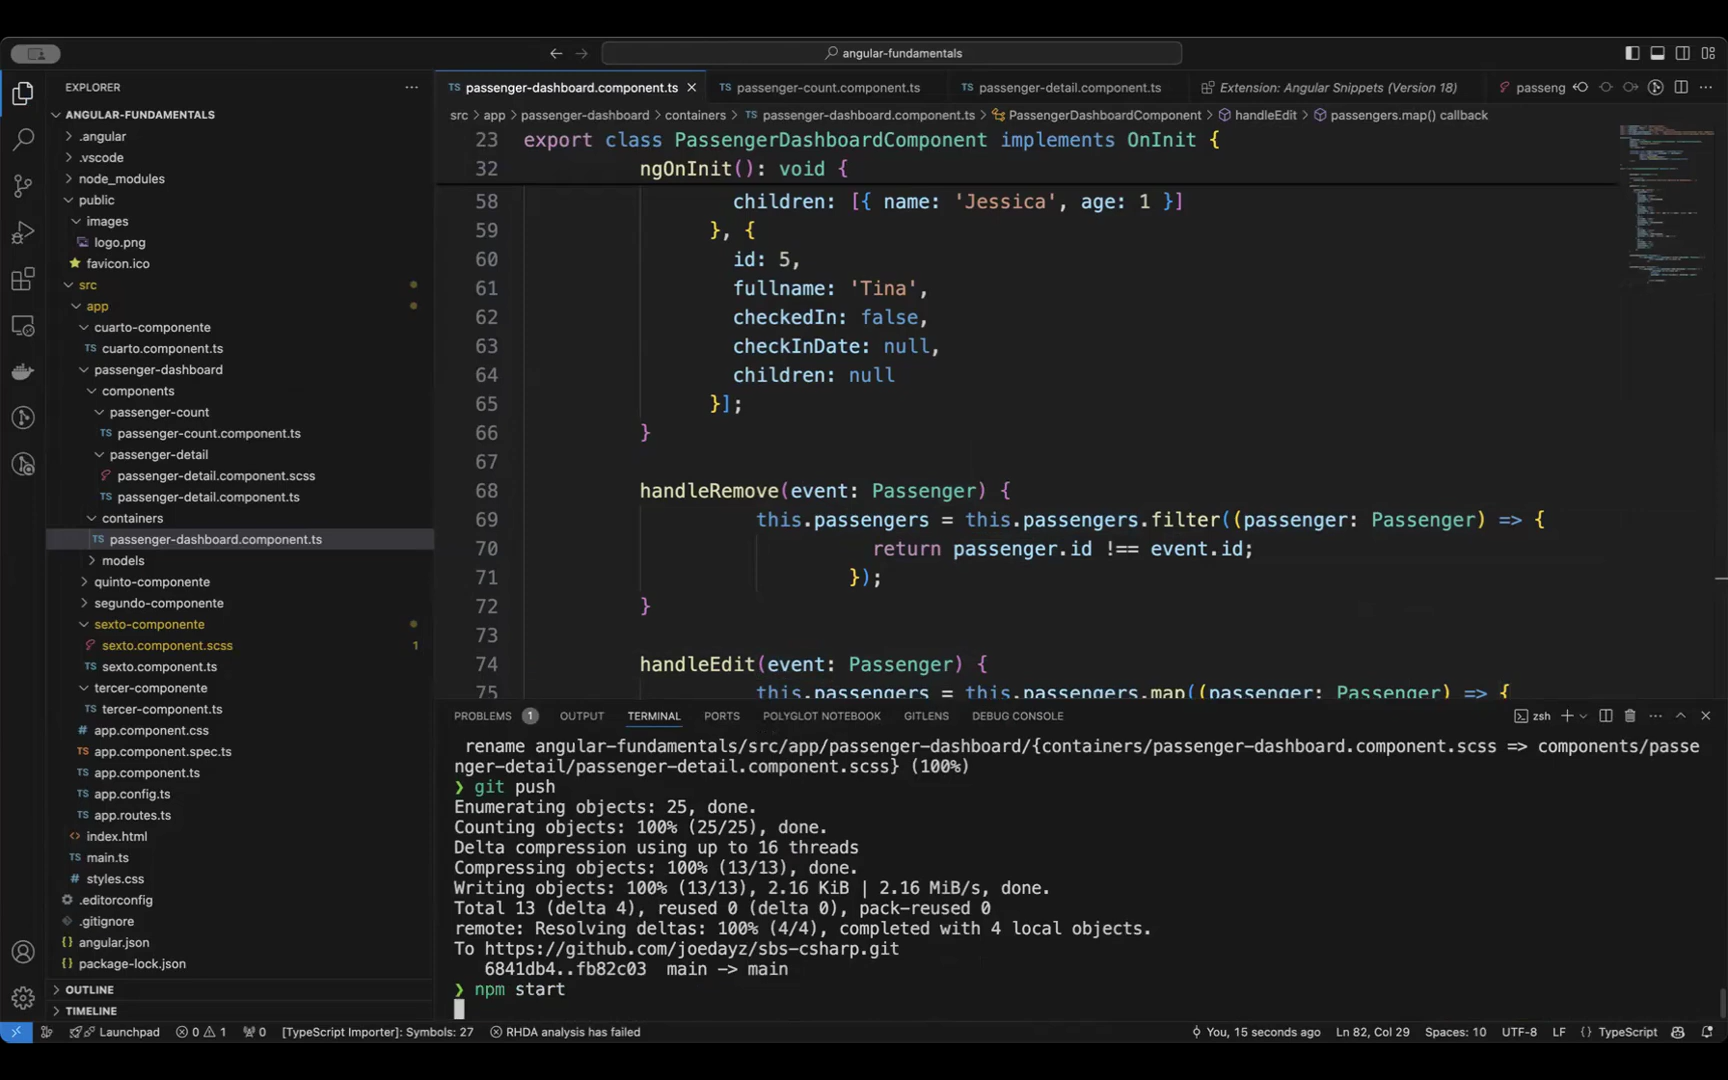 angular-fundamentals
EXPLORER
ANGULAR-FUNDAMENTALS
.angular
.vscode
node_modules
public
images
logo.png
favicon.ico
src
app
cuarto-componente
TS cuarto.component.ts
passenger-dashboard
components
passenger-count
TS passenger-count.component.ts
passenger-detail
passenger-detail.component.scss
TS passenger-detail.component.ts
containers
TS passenger-dashboard.component.ts
models
quinto-componente
segundo-componente
sexto-componente
sexto.component.scss 1
TS sexto.component.ts
tercer-componente
TS tercer-component.ts
app.component.css
TS app.component.spec.ts
TS app.component.ts
TS app.config.ts
TS app.routes.ts
index.html
TS main.ts
styles.css
.editorconfig
.gitignore
angular.json
package-lock.json
OUTLINE
TIMELINE
TS passenger-dashboard.component.ts
TS passenger-count.component.ts
TS passenger-detail.component.ts
Extension: Angular Snippets (Version 18)
passeng
src > app > passenger-dashboard > containers > TS passenger-dashboard.component.ts > PassengerDashboardComponent > handleEdit > passengers.map() callback
23 export class PassengerDashboardComponent implements OnInit {
32 ngOnInit(): void {
58 children: [{ name: 'Jessica', age: 1 }]
59 }, {
60 id: 5,
61 fullname: 'Tina',
62 checkedIn: false,
63 checkInDate: null,
64 children: null
65 }];
66 }
67
68 handleRemove(event: Passenger) {
69 this.passengers = this.passengers.filter((passenger: Passenger) => {
70 return passenger.id !== event.id;
71 });
72 }
73
74 handleEdit(event: Passenger) {
75 this.passengers = this.passengers.map((passenger: Passenger) => {
PROBLEMS 1 OUTPUT TERMINAL PORTS POLYGLOT NOTEBOOK GITLENS DEBUG CONSOLE
zsh
rename angular-fundamentals/src/app/passenger-dashboard/{containers/passenger-dashboard.component.scss => components/passe
nger-detail/passenger-detail.component.scss} (100%)
❯ git push
Enumerating objects: 25, done.
Counting objects: 100% (25/25), done.
Delta compression using up to 16 threads
Compressing objects: 100% (13/13), done.
Writing objects: 100% (13/13), 2.16 KiB | 2.16 MiB/s, done.
Total 13 (delta 4), reused 0 (delta 0), pack-reused 0
remote: Resolving deltas: 100% (4/4), completed with 4 local objects.
To https://github.com/joedayz/sbs-csharp.git
6841db4..fb82c03 main -> main
❯ npm start
Launchpad 0 1 0 [TypeScript Importer]: Symbols: 27 RHDA analysis has failed
You, 15 seconds ago Ln 82, Col 29 Spaces: 10 UTF-8 LF { } TypeScript